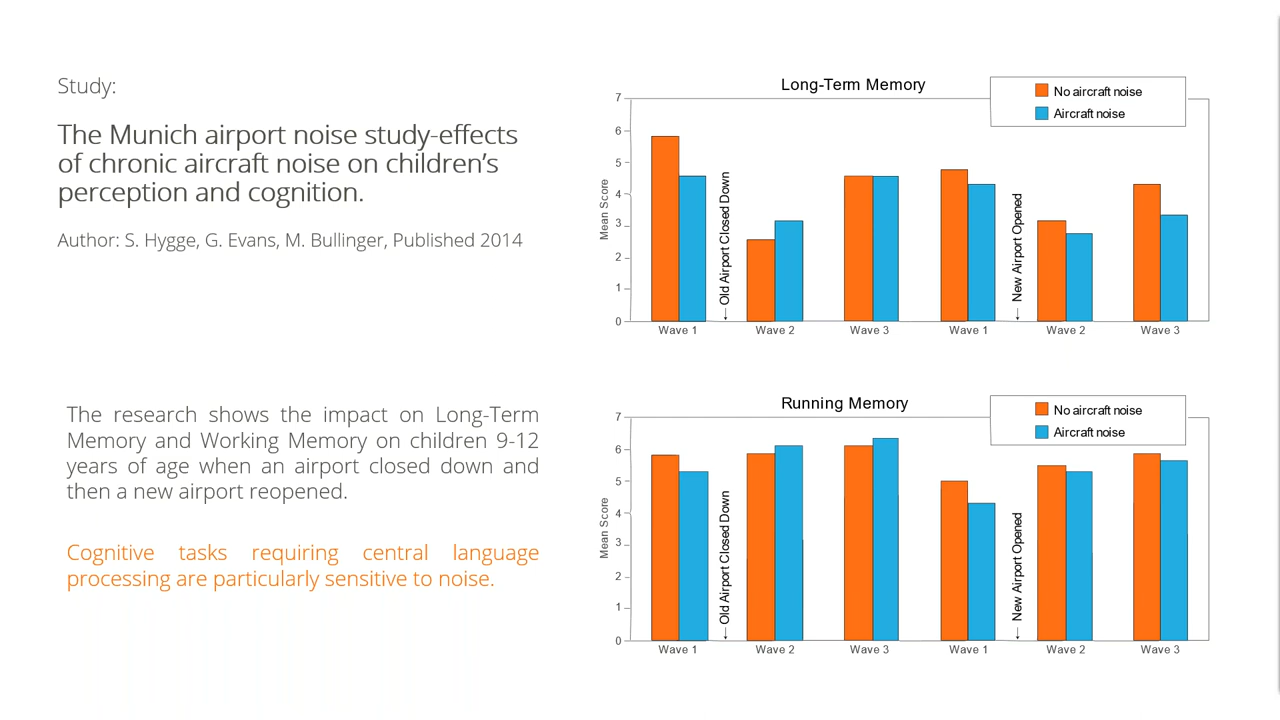 Study:
The Munich airport noise study-effects
of chronic aircraft noise on children's
perception and cognition.
Author: S. Hygge, G. Evans, M. Bullinger, Published 2014
The research shows the impact on Long-Term
Memory and Working Memory on children 9-12
years of age when an airport closed down and
then a new airport reopened.
Cognitive tasks requiring central language
processing are particularly sensitive to noise.
Long-Term Memory
No aircraft noise
Aircraft noise
Mean Score
7
6
5
4
3
2
1
0
Old Airport Closed Down
New Airport Opened
Wave 1 Wave 2 Wave 3 Wave 1 Wave 2 Wave 3
Running Memory
No aircraft noise
Aircraft noise
Mean Score
7
6
5
4
3
2
1
0
Old Airport Closed Down
New Airport Opened
Wave 1 Wave 2 Wave 3 Wave 1 Wave 2 Wave 3